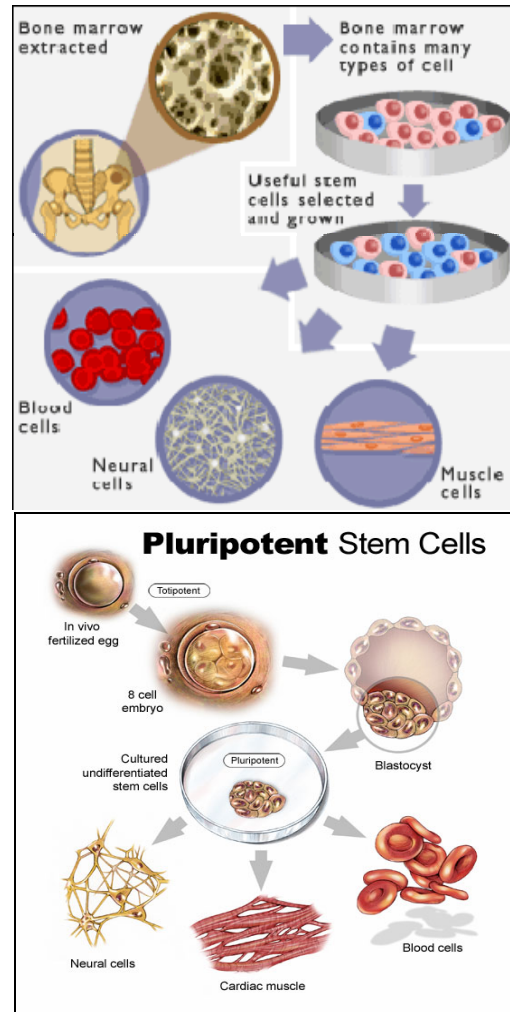 Bone marrow
extracted
Bone marrow
contains many
types of cell
Useful stem
cells selected
and grown
Blood
cells
Neural
cells
Muscle
cells
Pluripotent Stem Cells
Totipotent
In vivo
fertilized egg
8 cell
embryo
Blastocyst
Cultured
undifferentiated
stem cells
Pluripotent
Neural cells
Cardiac muscle
Blood cells